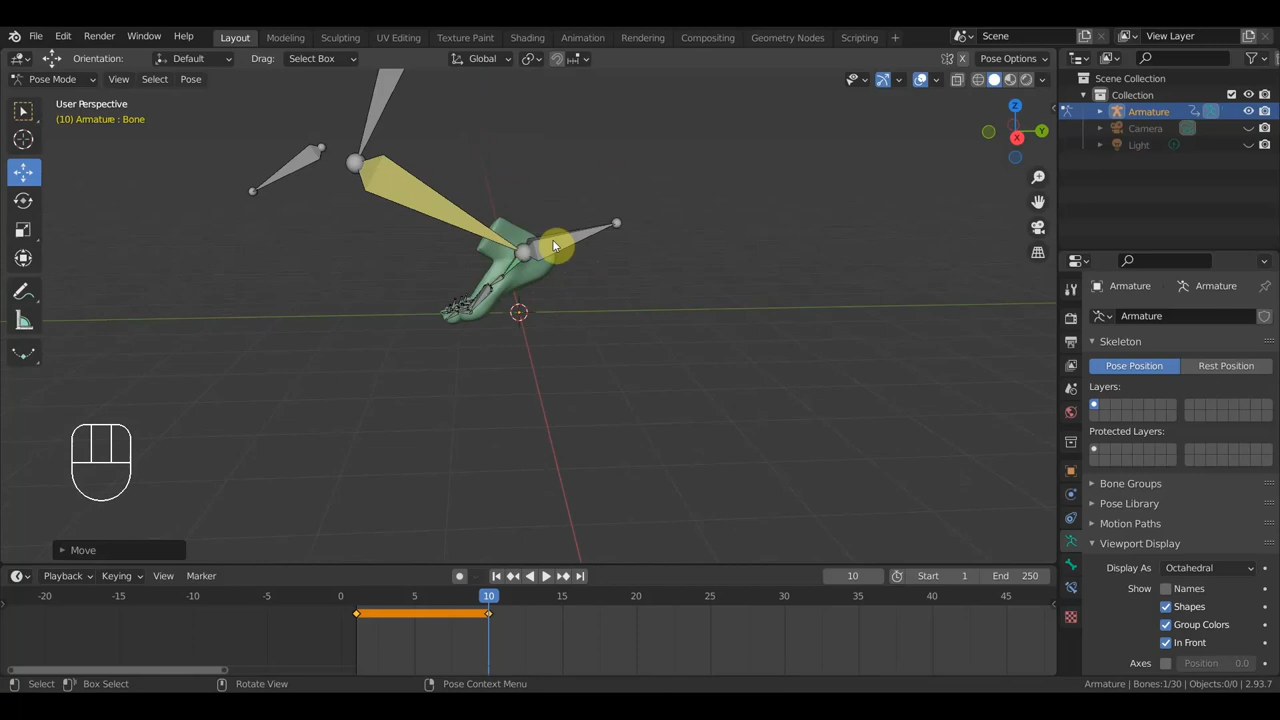 File Edit Render Window Help Layout Modeling Sculpting UV Editing Texture Paint Shading Animation Rendering Compositing Geometry Nodes Scripting + Scene View Layer
Orientation: Default Drag: Select Box Global X Pose Options
Pose Mode View Select Pose
Scene Collection
Collection
Armature
Camera
Light
User Perspective
(10) Armature : Bone
Z
Y
X
Armature Armature
Armature
Skeleton
Pose Position Rest Position
Layers:
Protected Layers:
Bone Groups
Pose Library
Motion Paths
Viewport Display
Display As Octahedral
Show Names
Shapes
Group Colors
In Front
Axes Position 0.0
Move
Playback Keying View Marker 10 Start 1 End 250
-20 -15 -10 -5 0 5 10 15 20 25 30 35 40 45
Select Box Select Rotate View Pose Context Menu Armature | Bones:1/30 | Objects:0/0 | 2.93.7